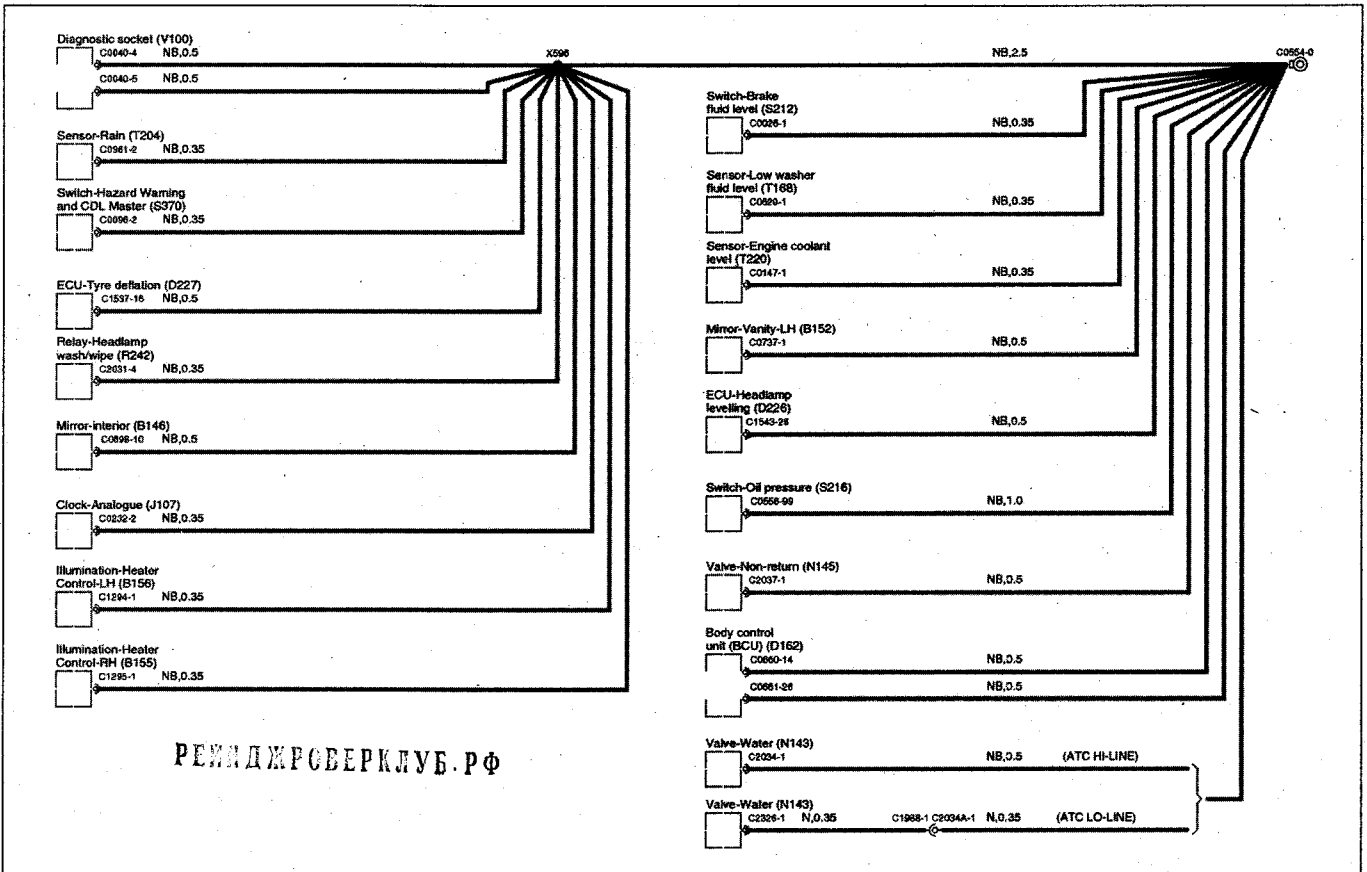 Diagnostic socket (V100)
C0040-4 NB,0.5
X596
NB,2.5
C0554-0
C0040-5 NB,0.5
Sensor-Rain (T204)
C0961-2 NB,0.35
Switch-Hazard Warning
and CDL Master (S370)
C0096-2 NB,0.35
ECU-Tyre deflation (D227)
C1537-16 NB,0.5
Relay-Headlamp
wash/wipe (R242)
C2031-4 NB,0.35
Mirror-interior (B146)
C0698-10 NB,0.5
Clock-Analogue (J107)
C0232-2 NB,0.35
Illumination-Heater
Control-LH (B156)
C1294-1 NB,0.35
Illumination-Heater
Control-RH (B155)
C1295-1 NB,0.35
Switch-Brake
fluid level (S212)
C0026-1 NB,0.35
Sensor-Low washer
fluid level (T168)
C0629-1 NB,0.35
Sensor-Engine coolant
level (T220)
C0147-1 NB,0.35
Mirror-Vanity-LH (B152)
C0737-1 NB,0.5
ECU-Headlamp
levelling (D226)
C1543-26 NB,0.5
Switch-Oil pressure (S216)
C0556-99 NB,1.0
Valve-Non-return (N145)
C2037-1 NB,0.5
Body control
unit (BCU) (D162)
C0660-14 NB,0.5
C0661-26 NB,0.5
Valve-Water (N143)
C2034-1 NB,0.5 (ATC HI-LINE)
Valve-Water (N143)
C2326-1 N,0.35 C1988-1 C2034A-1 N,0.35 (ATC LO-LINE)
РЕЙНДЖРОВЕРКЛУБ.РФ